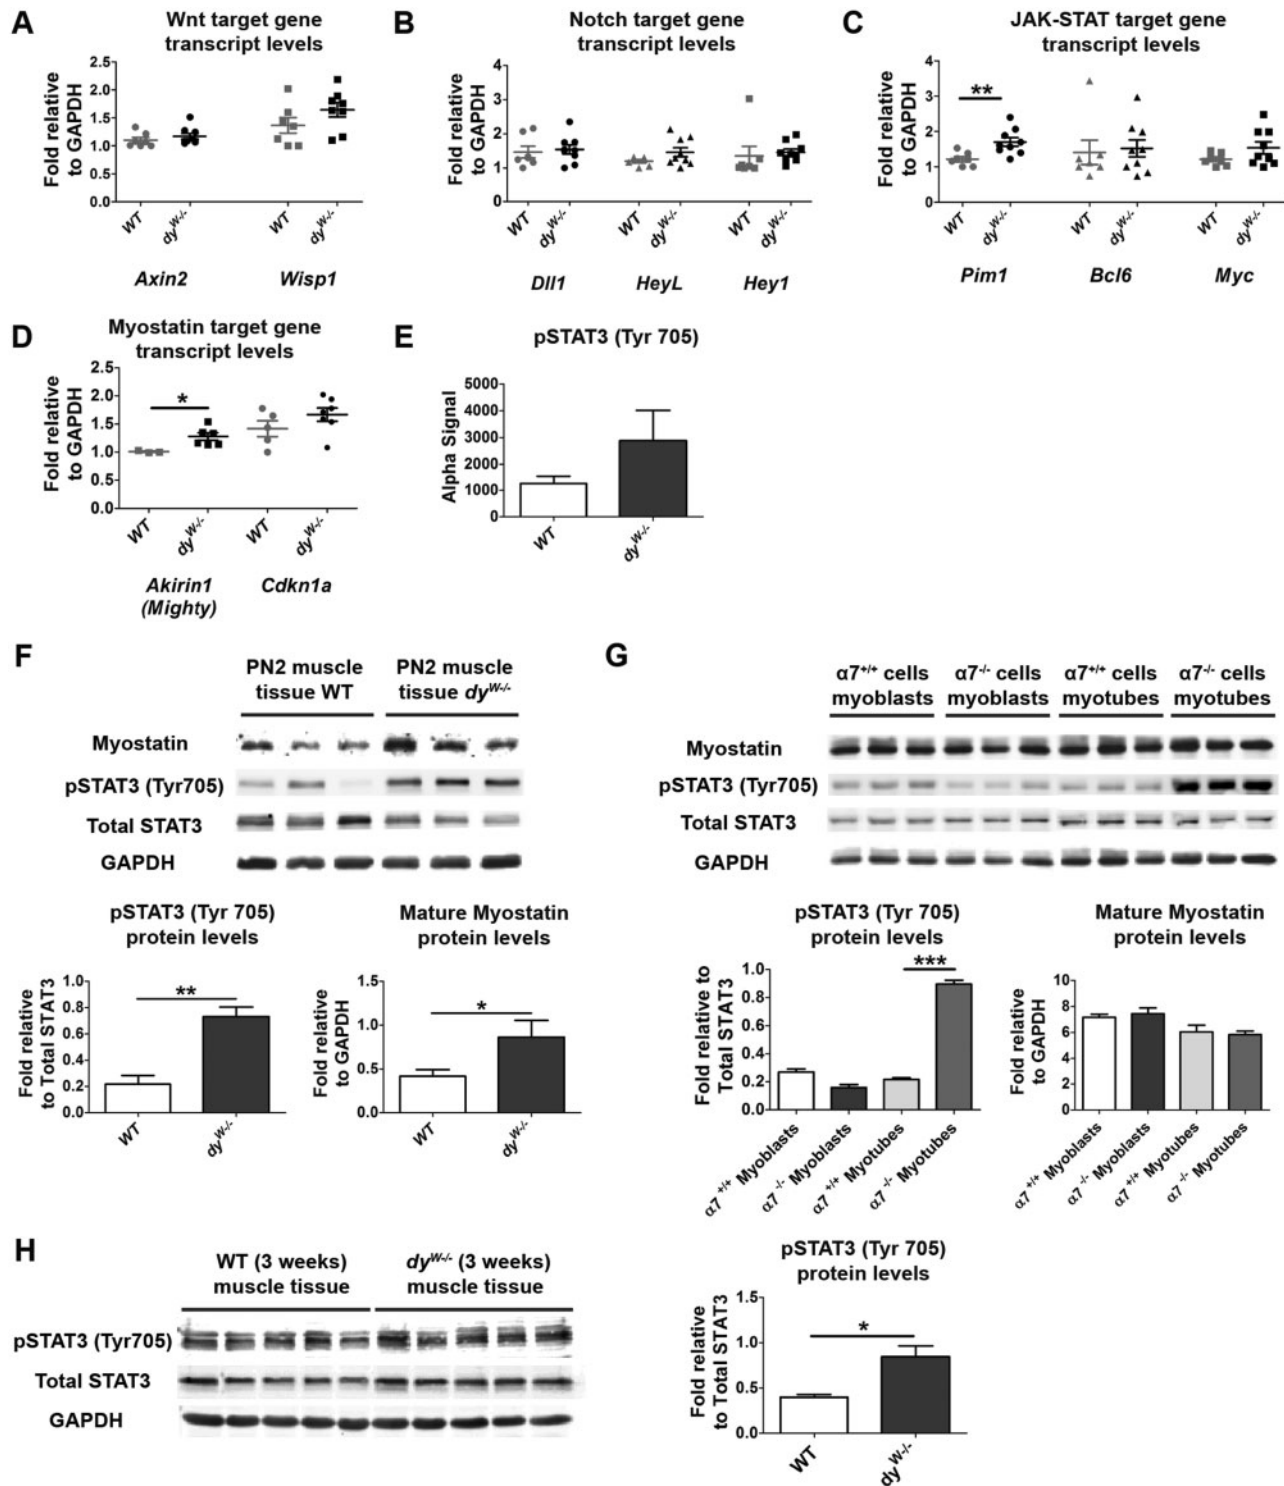 A
Wnt target gene
transcript levels
Fold relative
to GAPDH
2.5
2.0
1.5
1.0
0.5
0.0
WT
dyW-/-
WT
dyW-/-
Axin2
Wisp1
B
Notch target gene
transcript levels
Fold relative
to GAPDH
4
3
2
1
0
WT
dyW-/-
WT
dyW-/-
WT
dyW-/-
Dll1
HeyL
Hey1
C
JAK-STAT target gene
transcript levels
Fold relative
to GAPDH
4
3
2
1
0
**
WT
dyW-/-
WT
dyW-/-
WT
dyW-/-
Pim1
Bcl6
Myc
D
Myostatin target gene
transcript levels
Fold relative
to GAPDH
2.5
2.0
1.5
1.0
0.5
0.0
*
WT
dyW-/-
WT
dyW-/-
Akirin1
(Mighty)
Cdkn1a
E
pSTAT3 (Tyr 705)
Alpha Signal
5000
4000
3000
2000
1000
0
WT
dyW-/-
F
PN2 muscle
tissue WT
PN2 muscle
tissue dyW-/-
Myostatin
pSTAT3 (Tyr705)
Total STAT3
GAPDH
pSTAT3 (Tyr 705)
protein levels
Fold relative
to Total STAT3
1.0
0.8
0.6
0.4
0.2
0.0
**
WT
dyW-/-
Mature Myostatin
protein levels
Fold relative
to GAPDH
1.5
1.0
0.5
0.0
*
WT
dyW-/-
G
α7+/+ cells
myoblasts
α7-/- cells
myoblasts
α7+/+ cells
myotubes
α7-/- cells
myotubes
Myostatin
pSTAT3 (Tyr705)
Total STAT3
GAPDH
pSTAT3 (Tyr 705)
protein levels
Fold relative to
Total STAT3
1.0
0.8
0.6
0.4
0.2
0.0
***
α7+/+ Myoblasts
α7-/- Myoblasts
α7+/+ Myotubes
α7-/- Myotubes
Mature Myostatin
protein levels
Fold relative
to GAPDH
10
8
6
4
2
0
α7+/+ Myoblasts
α7-/- Myoblasts
α7+/+ Myotubes
α7-/- Myotubes
H
WT (3 weeks)
muscle tissue
dyW-/- (3 weeks)
muscle tissue
pSTAT3 (Tyr705)
Total STAT3
GAPDH
pSTAT3 (Tyr 705)
protein levels
Fold relative
to Total STAT3
1.5
1.0
0.5
0.0
*
WT
dyW-/-